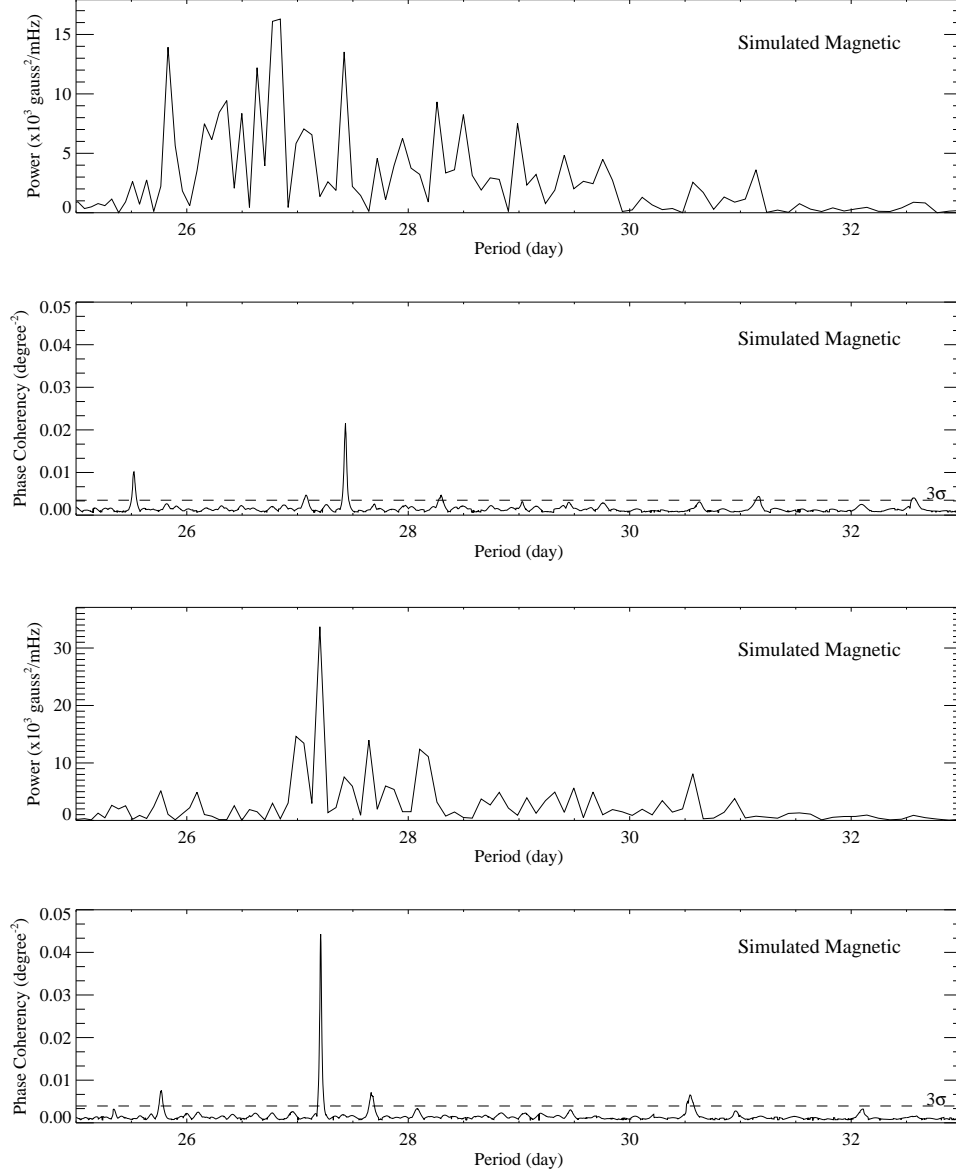 15
10
5
0
Power (x10³ gauss²/mHz)
Simulated Magnetic
26 28 30 32
Period (day)
0.05
0.04
0.03
0.02
0.01
0.00
Phase Coherency (degree⁻²)
Simulated Magnetic
3σ
26 28 30 32
Period (day)
30
20
10
0
Power (x10³ gauss²/mHz)
Simulated Magnetic
26 28 30 32
Period (day)
0.05
0.04
0.03
0.02
0.01
0.00
Phase Coherency (degree⁻²)
Simulated Magnetic
3σ
26 28 30 32
Period (day)